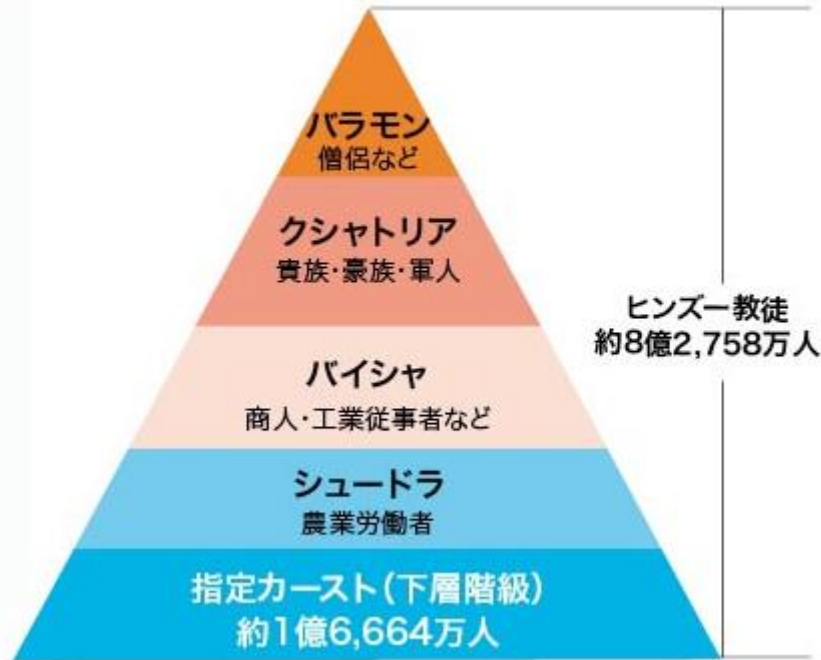 バラモン
僧侶など
クシャトリア
貴族・豪族・軍人
バイシャ
商人・工業従事者など
シュードラ
農業労働者
指定カースト(下層階級)
約1億6,664万人
ヒンズー教徒
約8億2,758万人